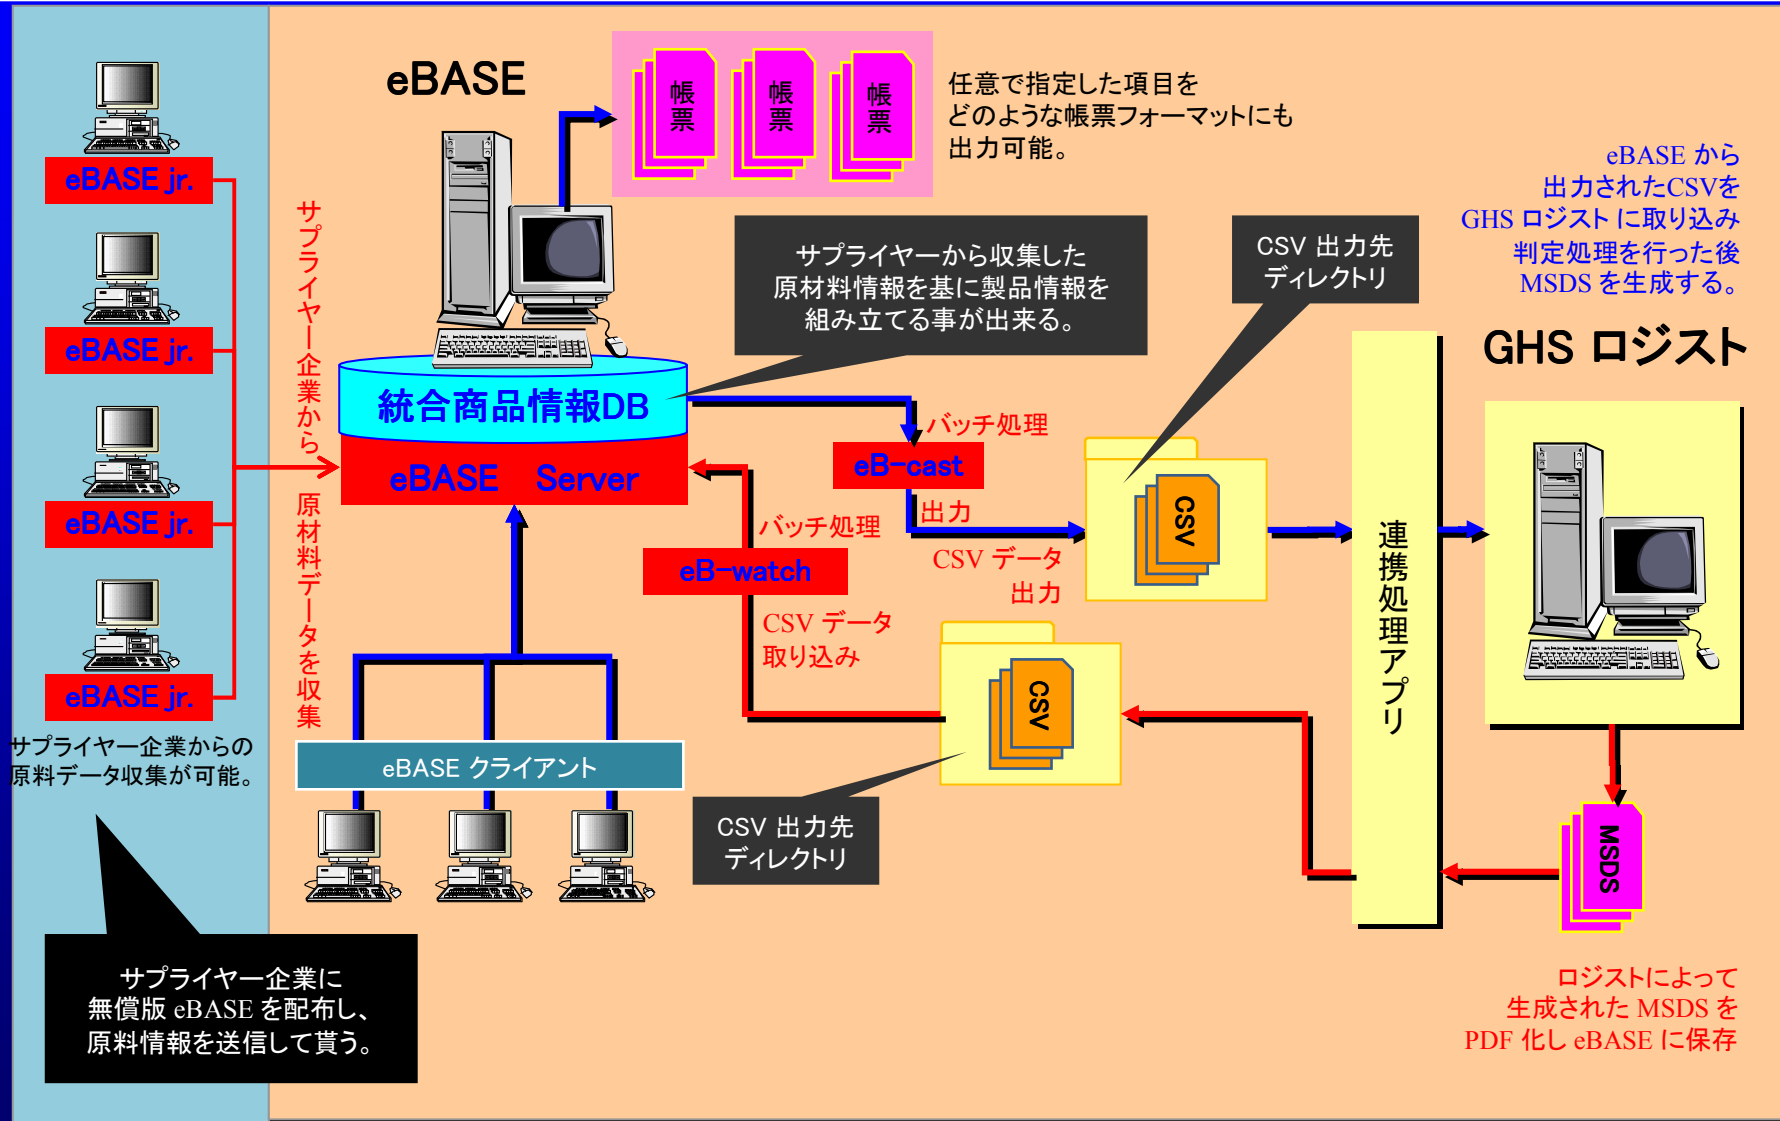 eBASE jr.
eBASE jr.
eBASE jr.
eBASE jr.
サプライヤー企業からの
原料データ収集が可能。
サプライヤー企業に
無償版 eBASE を配布し、
原料情報を送信して貰う。
サプライヤー企業から 原材料データを収集
eBASE
帳票
帳票
帳票
任意で指定した項目を
どのような帳票フォーマットにも
出力可能。
サプライヤーから収集した
原材料情報を基に製品情報を
組み立てる事が出来る。
CSV 出力先
ディレクトリ
統合商品情報DB
eBASE Server
バッチ処理
eB-cast
出力
CSV データ
出力
CSV
バッチ処理
eB-watch
CSV データ
取り込み
CSV
CSV 出力先
ディレクトリ
eBASE クライアント
連携処理アプリ
eBASE から
出力されたCSVを
GHS ロジスト に取り込み
判定処理を行った後
MSDS を生成する。
GHS ロジスト
MSDS
ロジストによって
生成された MSDS を
PDF 化し eBASE に保存